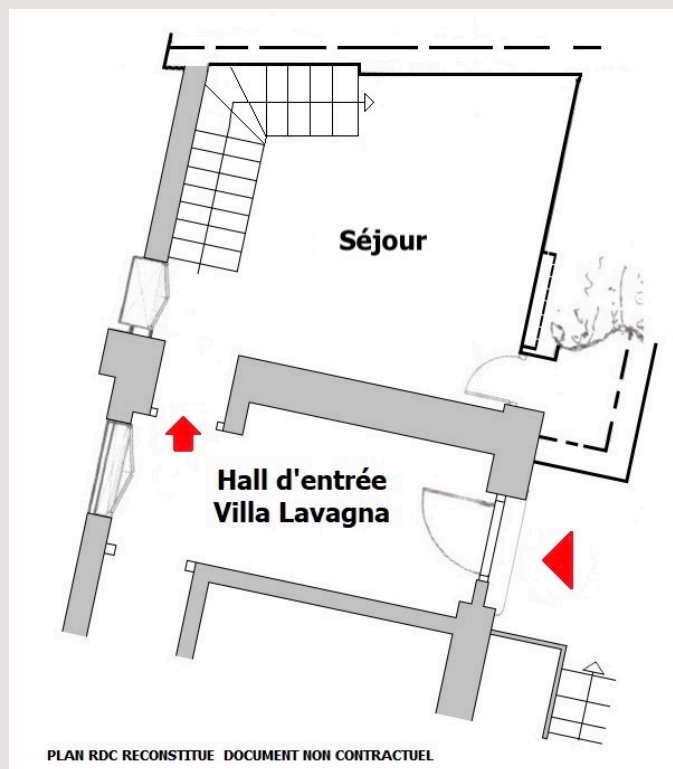 Séjour
Hall d'entrée
Villa Lavagna
PLAN RDC RECONSTITUE DOCUMENT NON CONTRACTUEL